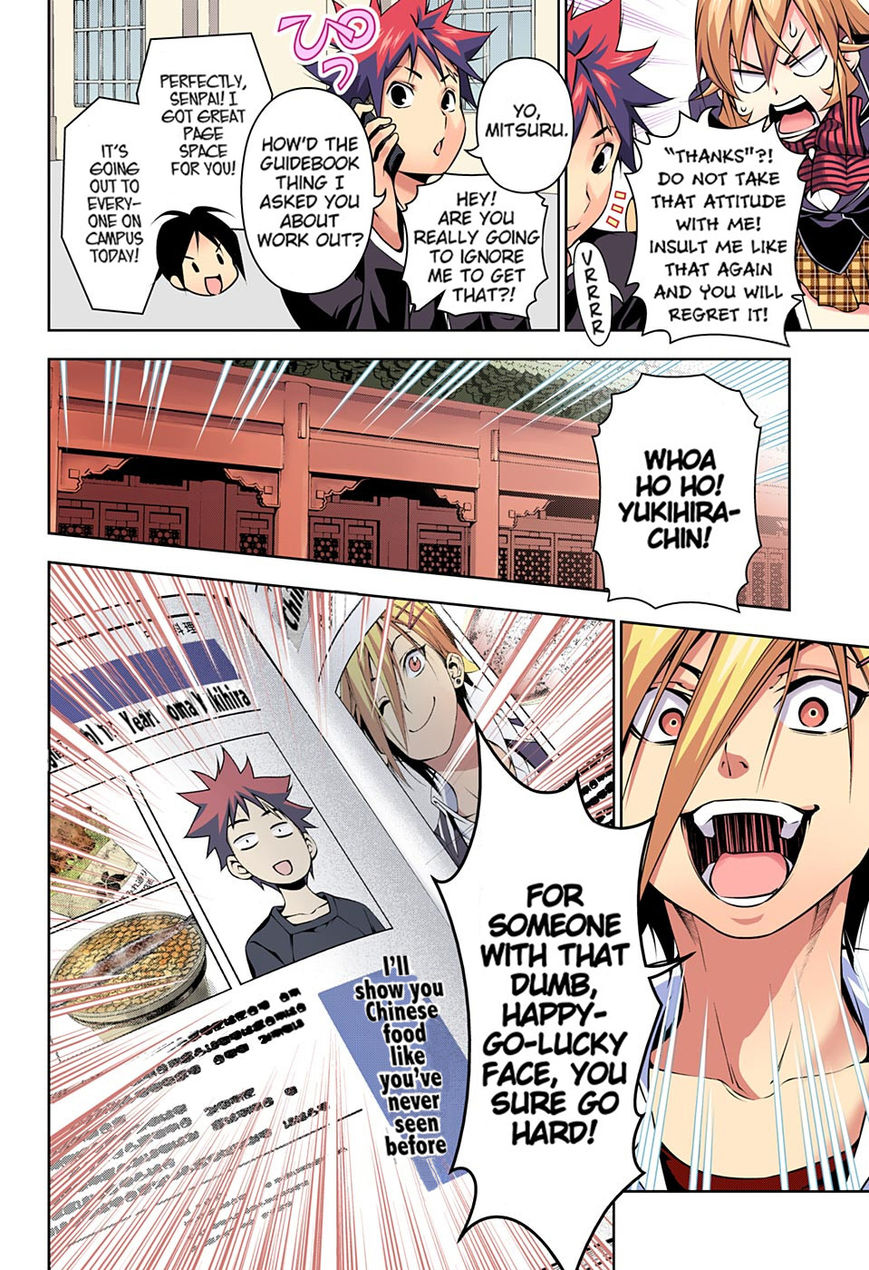 "THANKS"?!
DO NOT TAKE
THAT ATTITUDE
WITH ME!
INSULT ME LIKE
THAT AGAIN
AND YOU WILL
REGRET IT!
VRRRR
YO,
MITSURU.
HEY!
ARE YOU
REALLY GOING
TO IGNORE
ME TO GET
THAT?!
ぴっ
HOW'D THE
GUIDEBOOK
THING I
ASKED YOU
ABOUT
WORK OUT?
PERFECTLY,
SENPAI! I
GOT GREAT
PAGE
SPACE
FOR YOU!
IT'S
GOING
OUT TO
EVERY-
ONE ON
CAMPUS
TODAY!
WHOA
HO HO!
YUKIHIRA-
CHIN!
FOR
SOMEONE
WITH THAT
DUMB,
HAPPY-
GO-LUCKY
FACE, YOU
SURE GO
HARD!
料理
Year
I'll
show you
Chinese
food
like
you've
never
seen
before